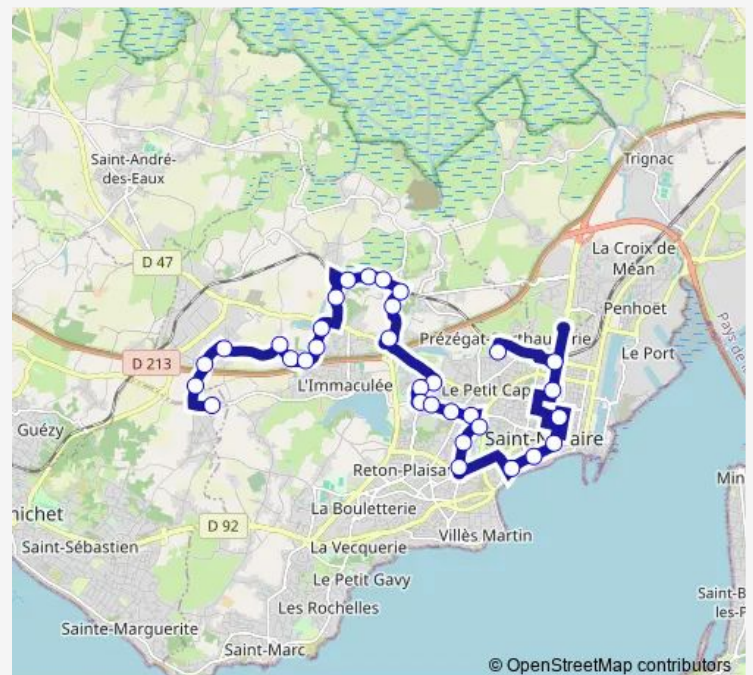 Saint-André-
des-Eaux
Trignac
D 47
La Croix de
Méan
Penhoët
D 213
Le Port
L'Immaculée
Le Petit Cap
Guézy
Saint-N aire
Reton-Plaisa
La Bouletterie
D 92
Villès Martin
Saint-Sébastien
La Vecquerie
Le Petit Gavy
Les Rochelles
Sainte-Marguerite
Saint-Marc
© OpenStreetMap contributors